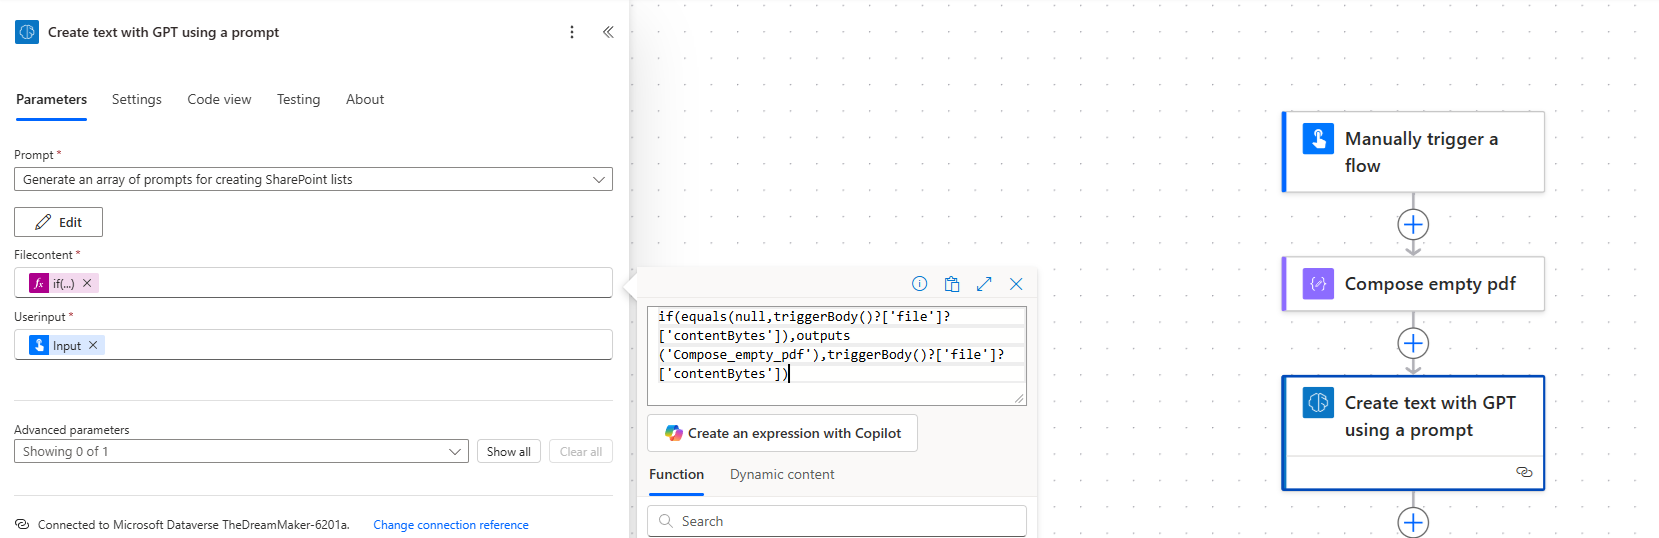 Create text with GPT using a prompt
Parameters
Settings
Code view
Testing
About
Prompt *
Generate an array of prompts for creating SharePoint lists
Edit
Filecontent *
fx if(...) ×
Userinput *
Input ×
Advanced parameters
Showing 0 of 1
Show all
Clear all
Connected to Microsoft Dataverse TheDreamMaker-6201a.
Change connection reference
if(equals(null,triggerBody()?['file']?
['contentBytes']),outputs
('Compose_empty_pdf'),triggerBody()?['file']?
['contentBytes'])
Create an expression with Copilot
Function
Dynamic content
Search
Manually trigger a
flow
Compose empty pdf
Create text with GPT
using a prompt